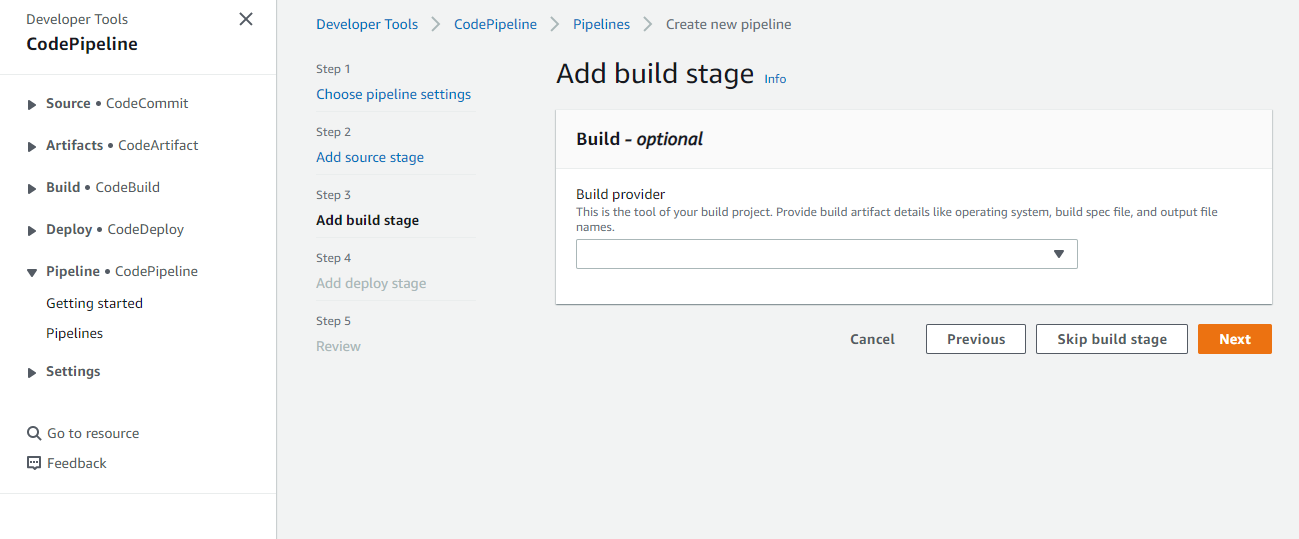 Developer Tools
CodePipeline
Source • CodeCommit
Artifacts • CodeArtifact
Build • CodeBuild
Deploy • CodeDeploy
Pipeline • CodePipeline
Getting started
Pipelines
Settings
Go to resource
Feedback
Developer Tools
CodePipeline
Pipelines
Create new pipeline
Step 1
Choose pipeline settings
Step 2
Add source stage
Step 3
Add build stage
Step 4
Add deploy stage
Step 5
Review
Add build stage Info
Build - optional
Build provider
This is the tool of your build project. Provide build artifact details like operating system, build spec file, and output file
names.
Cancel
Previous
Skip build stage
Next